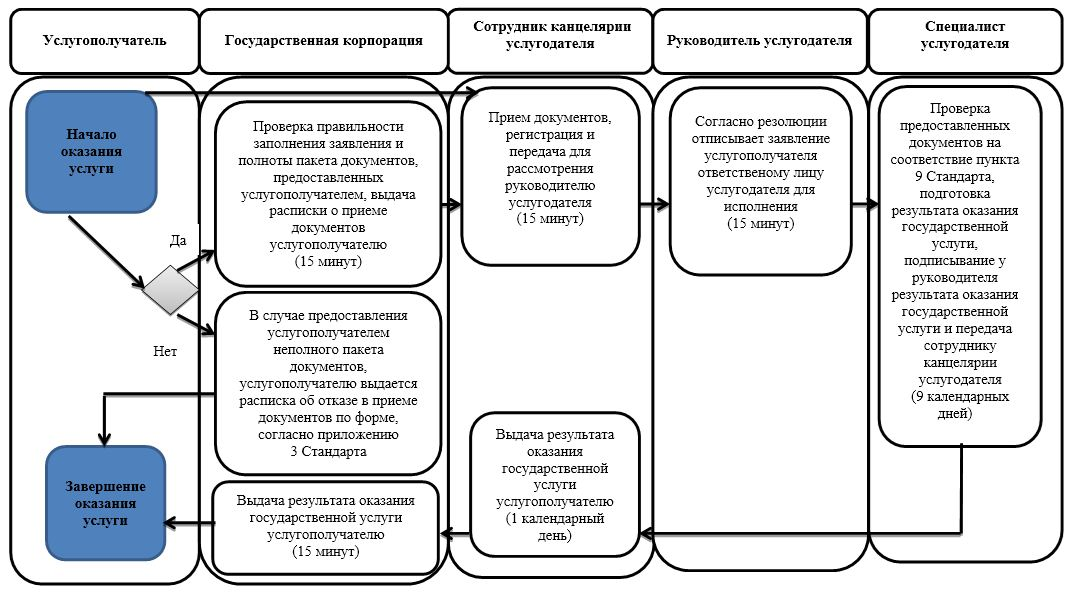 Услугополучатель
Государственная корпорация
Сотрудник канцелярии
услугодателя
Руководитель услугодателя
Специалист
услугодателя
Начало
оказания
услуги
Да
Нет
Завершение
оказания
услуги
Проверка правильности
заполнения заявления и
полноты пакета документов,
предоставленных
услугополучателем, выдача
расписки о приеме
документов
услугополучателю
(15 минут)
В случае предоставления
услугополучателем
неполного пакета
документов,
услугополучателю выдается
расписка об отказе в приеме
документов по форме,
согласно приложению
3 Стандарта
Выдача результата оказания
государственной услуги
услугополучателю
(15 минут)
Прием документов,
регистрация и
передача для
рассмотрения
руководителю
услугодателя
(15 минут)
Выдача результата
оказания
государственной
услуги
услугополучателю
(1 календарный
день)
Согласно резолюции
отписывает заявление
услугополучателя
ответственому лицу
услугодателя для
исполнения
(15 минут)
Проверка
предоставленных
документов на
соответствие пункта
9 Стандарта,
подготовка
результата оказания
государственной
услуги,
подписывание у
руководителя
результата оказания
государственной
услуги и передача
сотруднику
канцелярии
услугодателя
(9 календарных
дней)